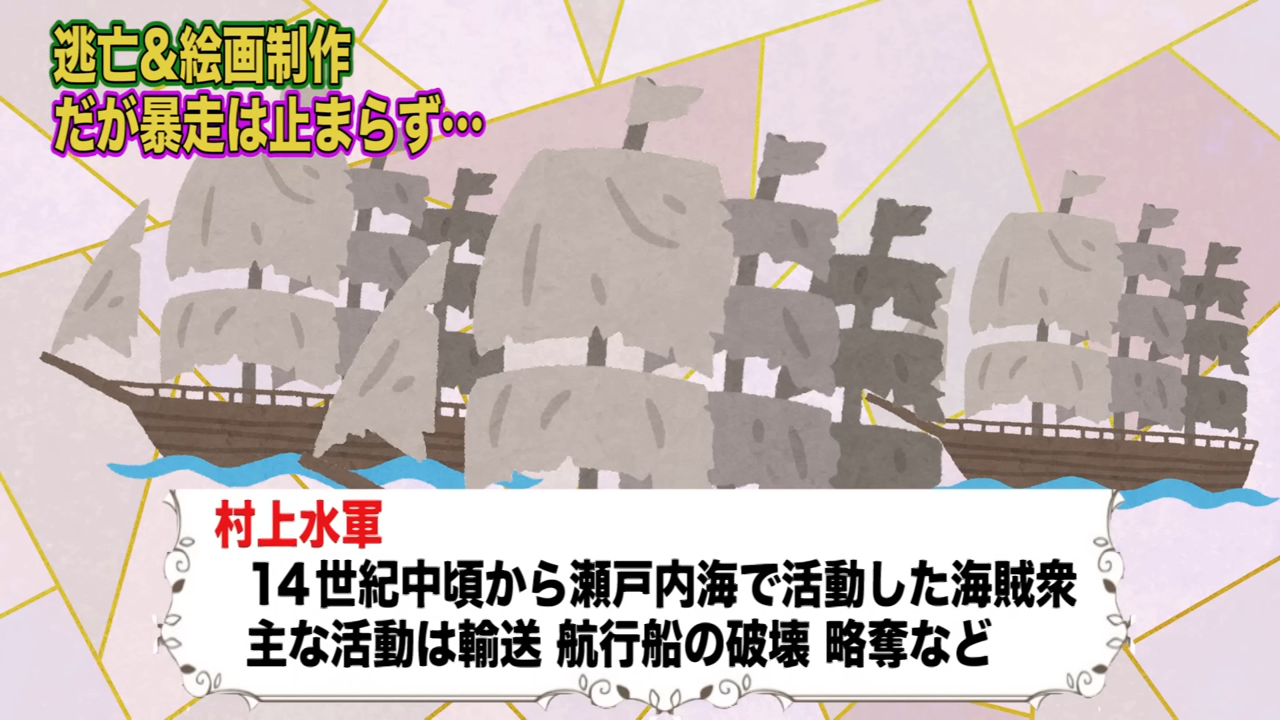 逃亡&絵画制作
だが暴走は止まらず…
村上水軍
14世紀中頃から瀬戸内海で活動した海賊衆
主な活動は輸送 航行船の破壊 略奪など